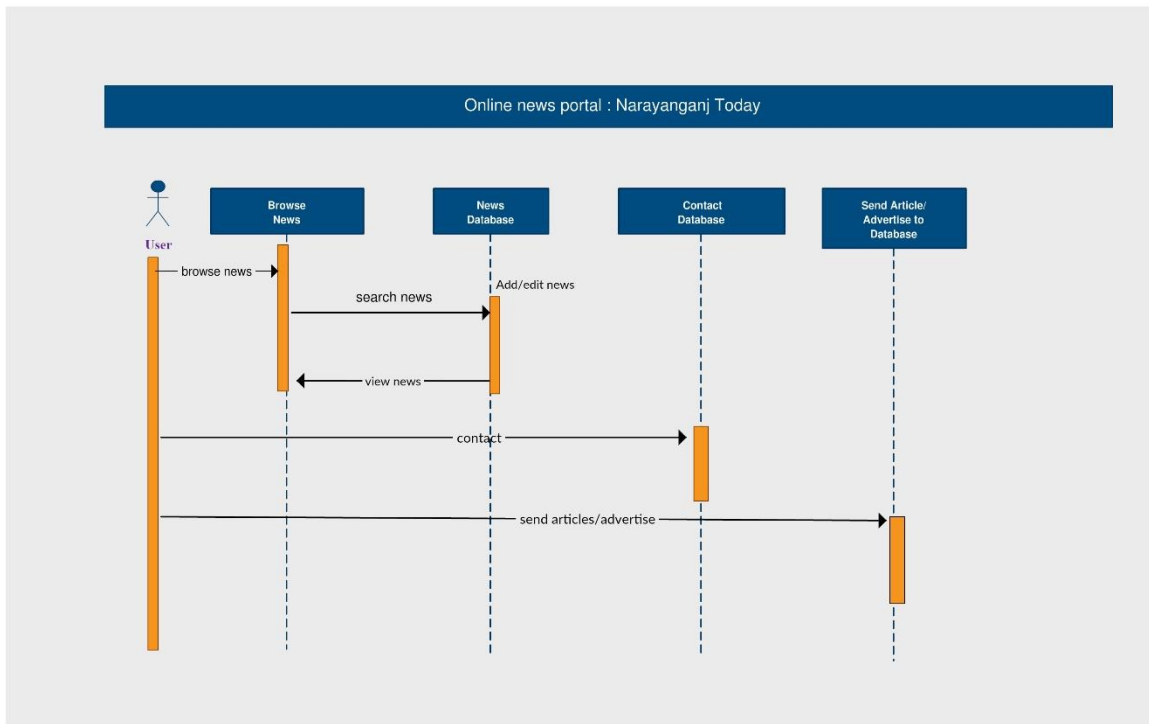 Online news portal : Narayanganj Today
User
Browse
News
News
Database
Contact
Database
Send Article/
Advertise to
Database
browse news
Add/edit news
search news
view news
contact
send articles/advertise